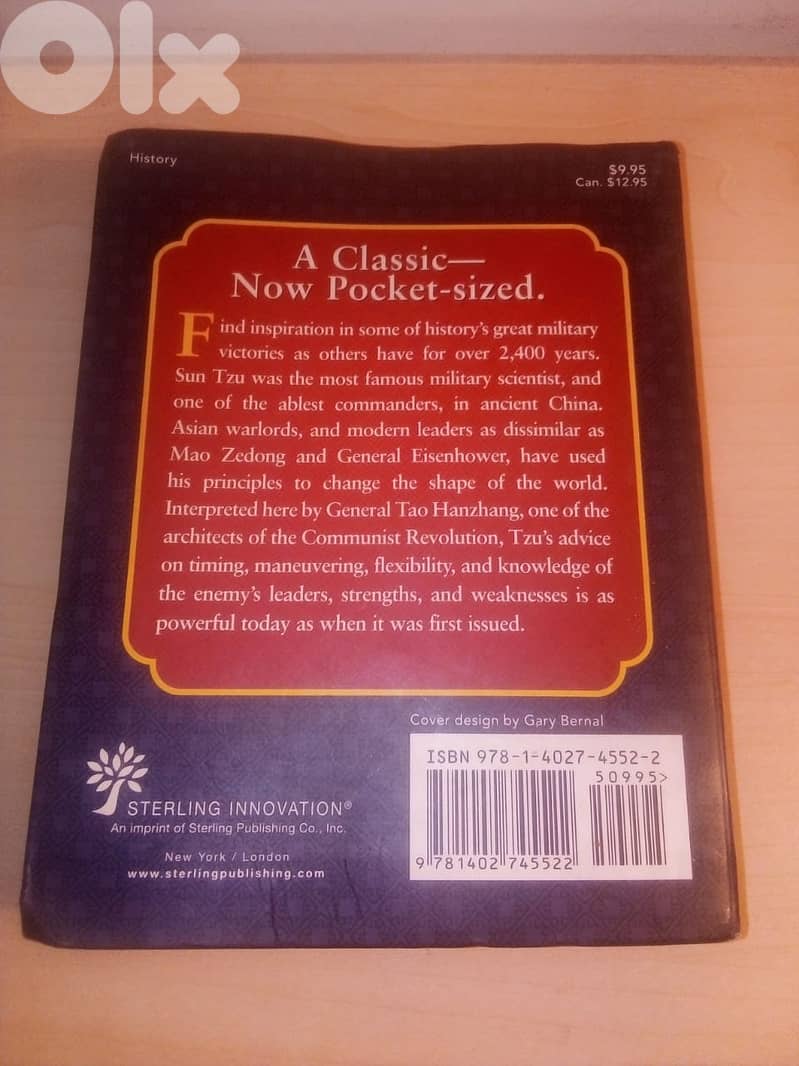 Olx
History
$9.95
Can. $12.95
A Classic—
Now Pocket-sized.
Find inspiration in some of history's great military
victories as others have for over 2,400 years.
Sun Tzu was the most famous military scientist, and
one of the ablest commanders, in ancient China.
Asian warlords, and modern leaders as dissimilar as
Mao Zedong and General Eisenhower, have used
his principles to change the shape of the world.
Interpreted here by General Tao Hanzhang, one of the
architects of the Communist Revolution, Tzu's advice
on timing, maneuvering, flexibility, and knowledge of
the enemy's leaders, strengths, and weaknesses is as
powerful today as when it was first issued.
Cover design by Gary Bernal
ISBN 978-1-4027-4552-2
50995>
9 781402 745522
STERLING INNOVATION®
An imprint of Sterling Publishing Co., Inc.
New York / London
www.sterlingpublishing.com